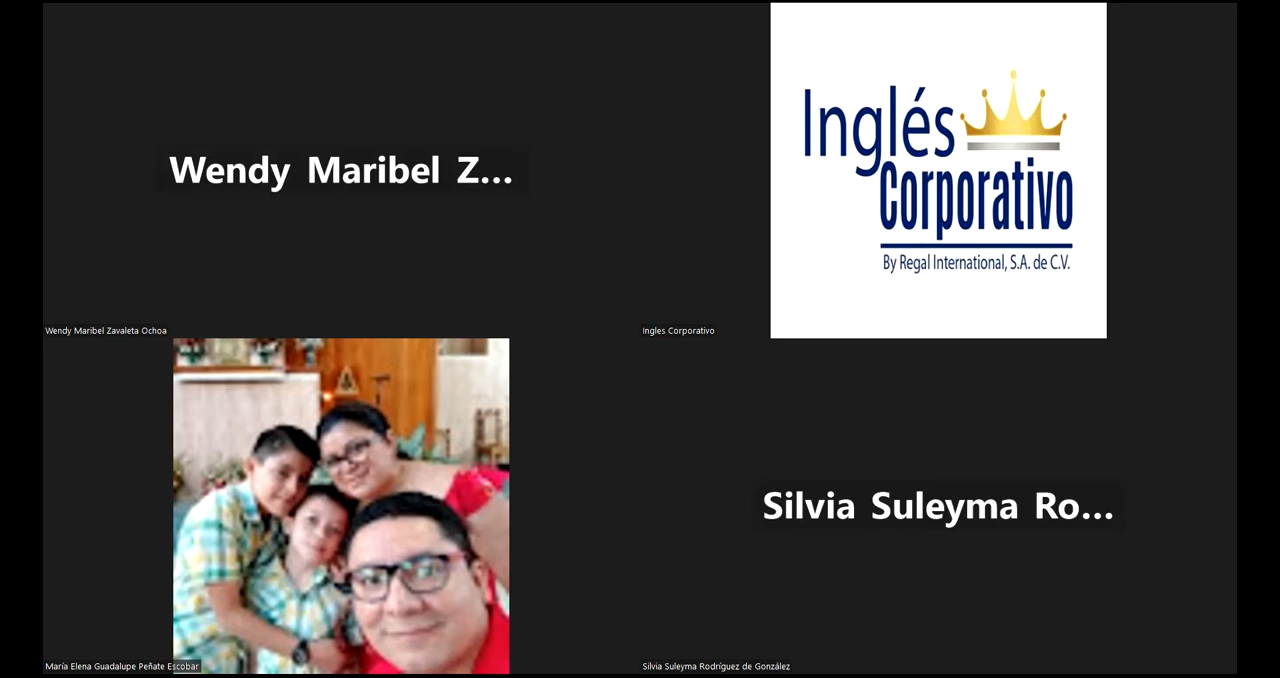 Wendy Maribel Z...
Wendy Maribel Zavaleta Ochoa
Inglés
Corporativo
By Regal International, S.A. de C.V.
Ingles Corporativo
María Elena Guadalupe Peñate Escobar
Silvia Suleyma Ro...
Silvia Suleyma Rodríguez de González